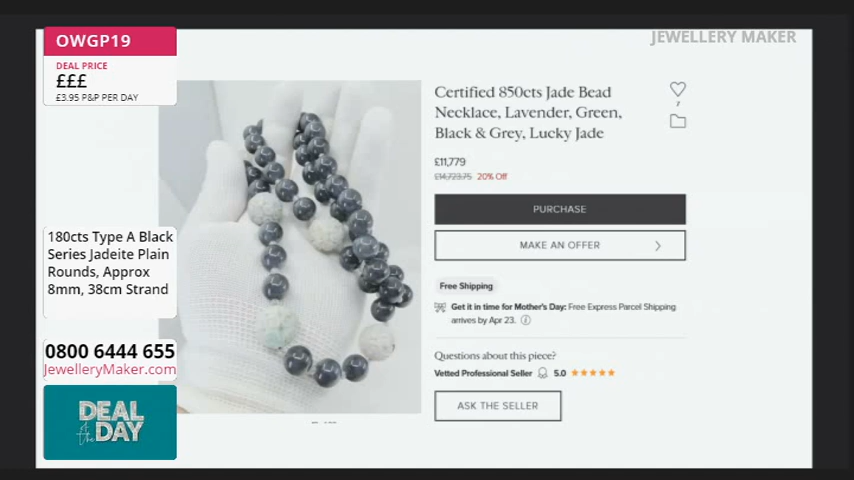 OWGP19
DEAL PRICE
£££
£3.95 P&P PER DAY
180cts Type A Black
Series Jadeite Plain
Rounds, Approx
8mm, 38cm Strand
0800 6444 655
JewelleryMaker.com
DEAL
of the
DAY
JEWELLERY MAKER
Certified 850cts Jade Bead
Necklace, Lavender, Green,
Black & Grey, Lucky Jade
7
£11,779
£14,723.75 20% Off
PURCHASE
MAKE AN OFFER
Free Shipping
Get it in time for Mother's Day: Free Express Parcel Shipping
arrives by Apr 23.
Questions about this piece?
Vetted Professional Seller 5.0
ASK THE SELLER